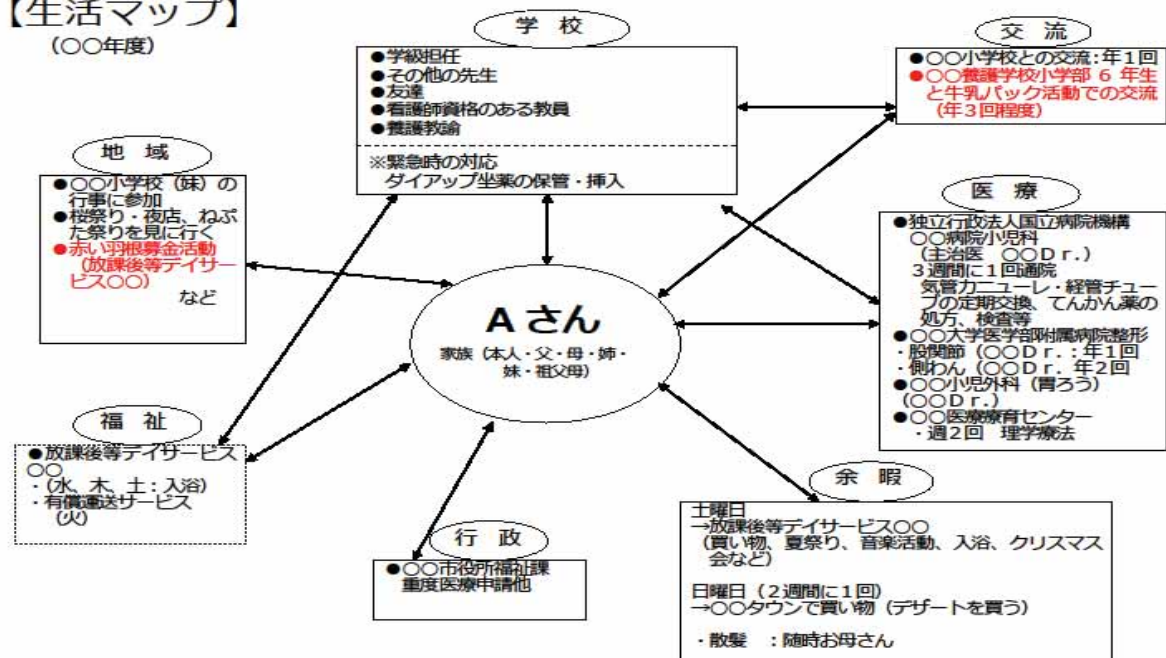 【生活マップ】
（○○年度）
学　校
●学級担任
●その他の先生
●友達
●看護師資格のある教員
●養護教諭
※緊急時の対応
ダイアップ坐薬の保管・挿入
交　流
●○○小学校との交流：年１回
●○○養護学校小学部 ６ 年生
と牛乳パック活動での交流
（年３回程度）
地　域
●○○小学校（妹）の
行事に参加
●桜祭り・夜店、ねぷ
た祭りを見に行く
●赤い羽根募金活動
（放課後等デイサー
ビス○○）
など
医　療
●独立行政法人国立病院機構
○○病院小児科
（主治医　○○Ｄｒ.）
３週間に１回通院
気管カニューレ・経管チュー
ブの定期交換、てんかん薬の
処方、検査等
●○○大学医学部附属病院整形
・股関節（○○Ｄｒ.：年１回
・側わん（○○Ｄｒ. 年２回
●○○小児外科（胃ろう）
（○○Ｄｒ.）
●○○医療療育センター
・週２回　理学療法
Ａさん
家族（本人・父・母・姉・
妹・祖父母）
福　祉
●放課後等デイサービス
○○
・（水、木、土：入浴）
・有償運送サービス
（火）
行　政
●○○市役所福祉課
重度医療申請他
余　暇
土曜日
→放課後等デイサービス○○
（買い物、夏祭り、音楽活動、入浴、クリスマス
会など）
日曜日（２週間に１回）
→○○タウンで買い物（デザートを買う）
・散髪　：随時お母さん